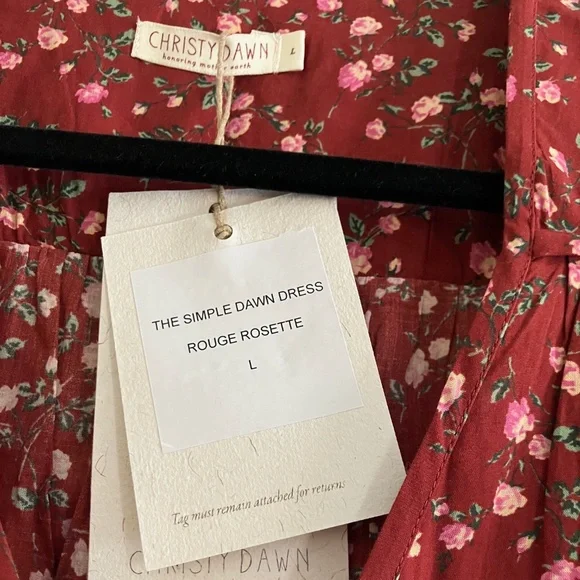 CHRISTY DAWN
honoring mother earth
L
THE SIMPLE DAWN DRESS
ROUGE ROSETTE
L
Tag must remain attached for returns
CHRISTY DAWN